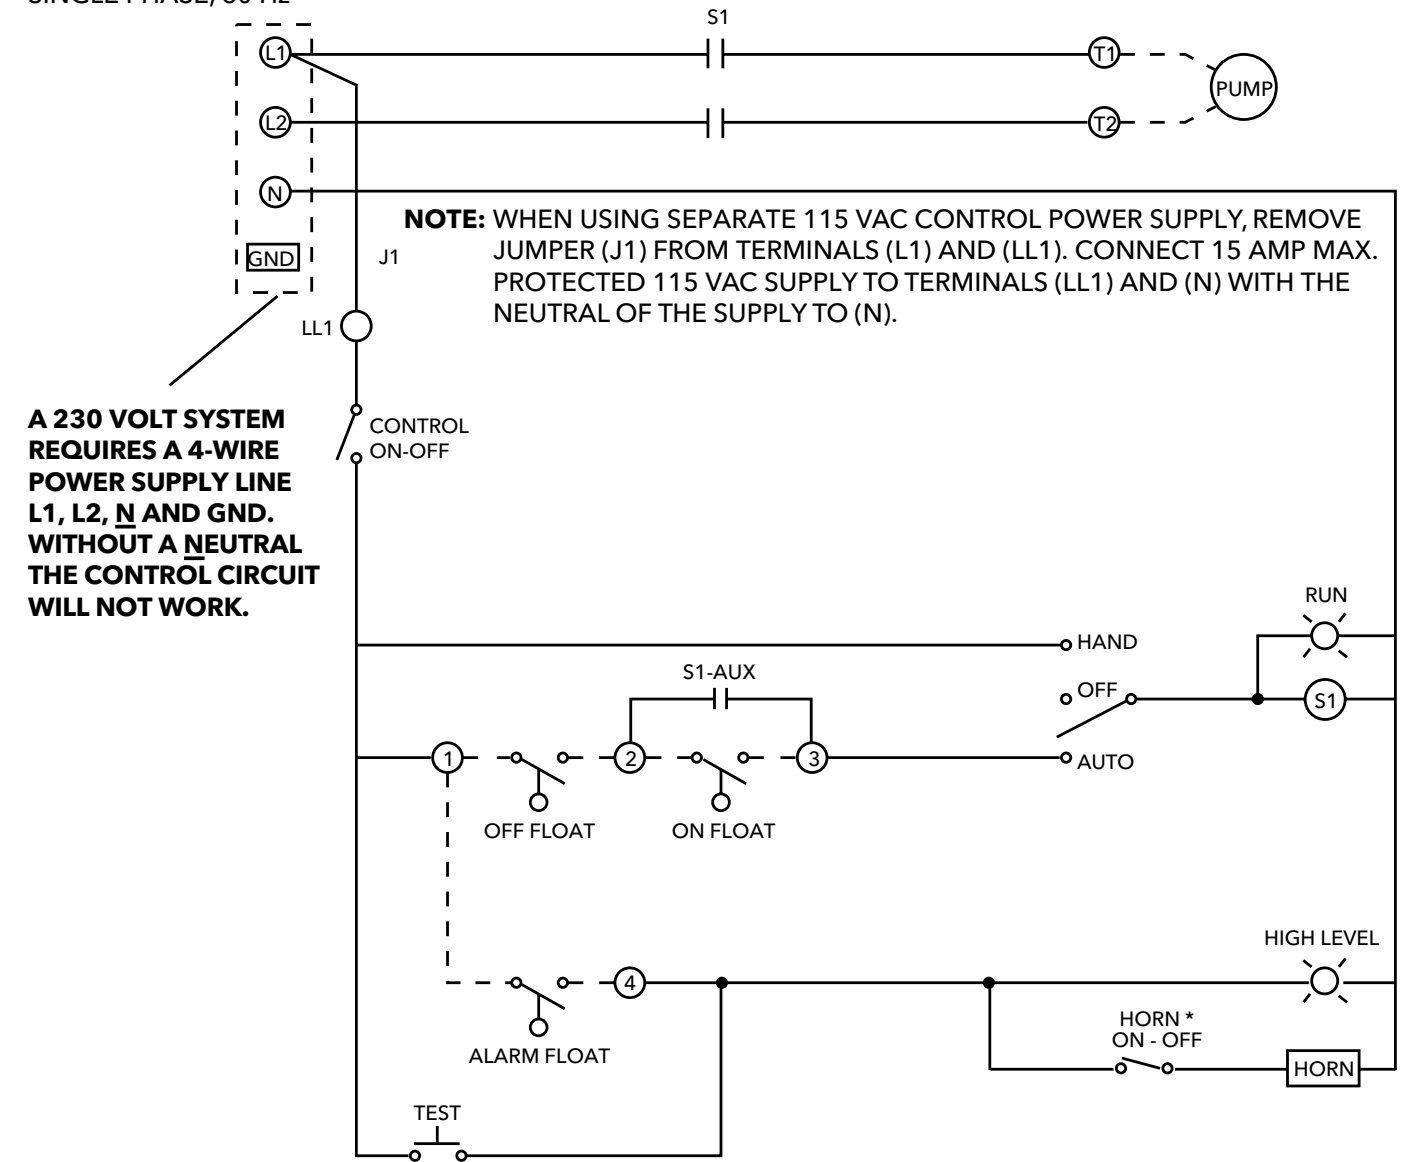 S1
L1
T1
PUMP
L2
T2
N
NOTE: WHEN USING SEPARATE 115 VAC CONTROL POWER SUPPLY, REMOVE
JUMPER (J1) FROM TERMINALS (L1) AND (LL1). CONNECT 15 AMP MAX.
PROTECTED 115 VAC SUPPLY TO TERMINALS (LL1) AND (N) WITH THE
NEUTRAL OF THE SUPPLY TO (N).
GND
J1
LL1
A 230 VOLT SYSTEM
REQUIRES A 4-WIRE
POWER SUPPLY LINE
L1, L2, N AND GND.
WITHOUT A NEUTRAL
THE CONTROL CIRCUIT
WILL NOT WORK.
CONTROL
ON-OFF
RUN
HAND
S1-AUX
OFF
S1
1
2
3
AUTO
OFF FLOAT
ON FLOAT
HIGH LEVEL
4
HORN *
ON - OFF
ALARM FLOAT
HORN
TEST